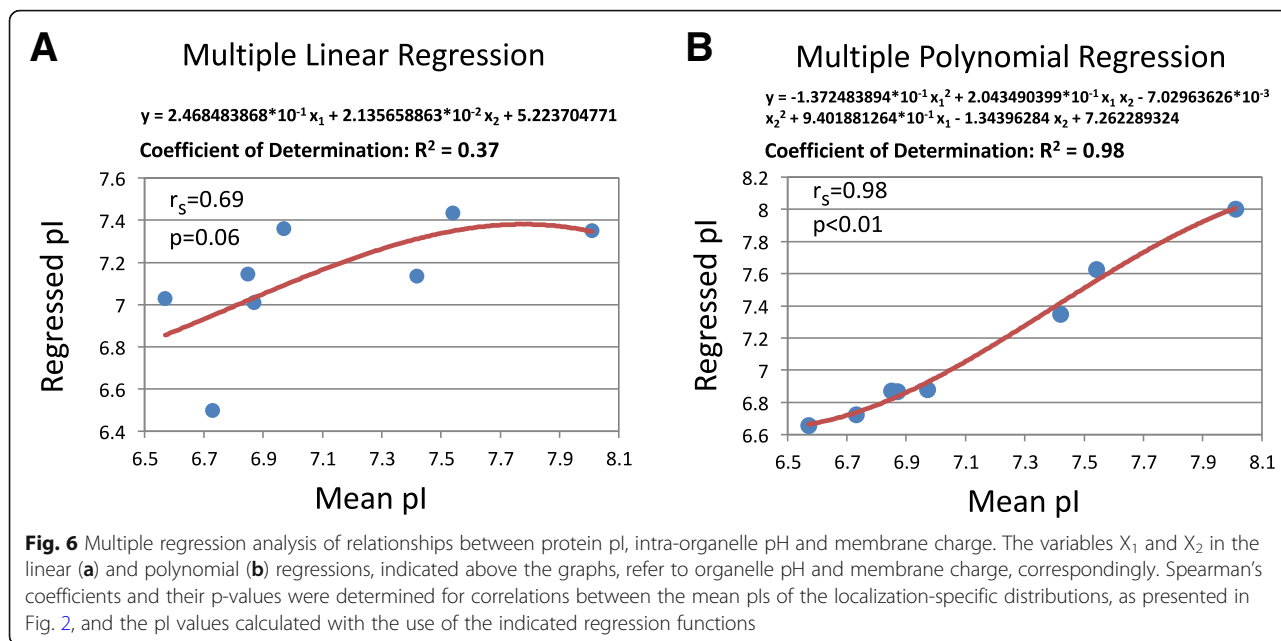 A
Multiple Linear Regression
y = 2.468483868*10⁻¹ x₁ + 2.135658863*10⁻² x₂ + 5.223704771
Coefficient of Determination: R² = 0.37
7.6
7.4
7.2
7
6.8
6.6
6.4
Regressed pI
rₛ=0.69
p=0.06
6.5 6.7 6.9 7.1 7.3 7.5 7.7 7.9 8.1
Mean pI
B
Multiple Polynomial Regression
y = -1.372483894*10⁻¹ x₁² + 2.043490399*10⁻¹ x₁ x₂ - 7.02963626*10⁻³
x₂² + 9.401881264*10⁻¹ x₁ - 1.34396284 x₂ + 7.262289324
Coefficient of Determination: R² = 0.98
8.2
8
7.8
7.6
7.4
7.2
7
6.8
6.6
Regressed pI
rₛ=0.98
p<0.01
6.5 6.7 6.9 7.1 7.3 7.5 7.7 7.9 8.1
Mean pI
Fig. 6 Multiple regression analysis of relationships between protein pI, intra-organelle pH and membrane charge. The variables X₁ and X₂ in the
linear (a) and polynomial (b) regressions, indicated above the graphs, refer to organelle pH and membrane charge, correspondingly. Spearman's
coefficients and their p-values were determined for correlations between the mean pIs of the localization-specific distributions, as presented in
Fig. 2, and the pI values calculated with the use of the indicated regression functions